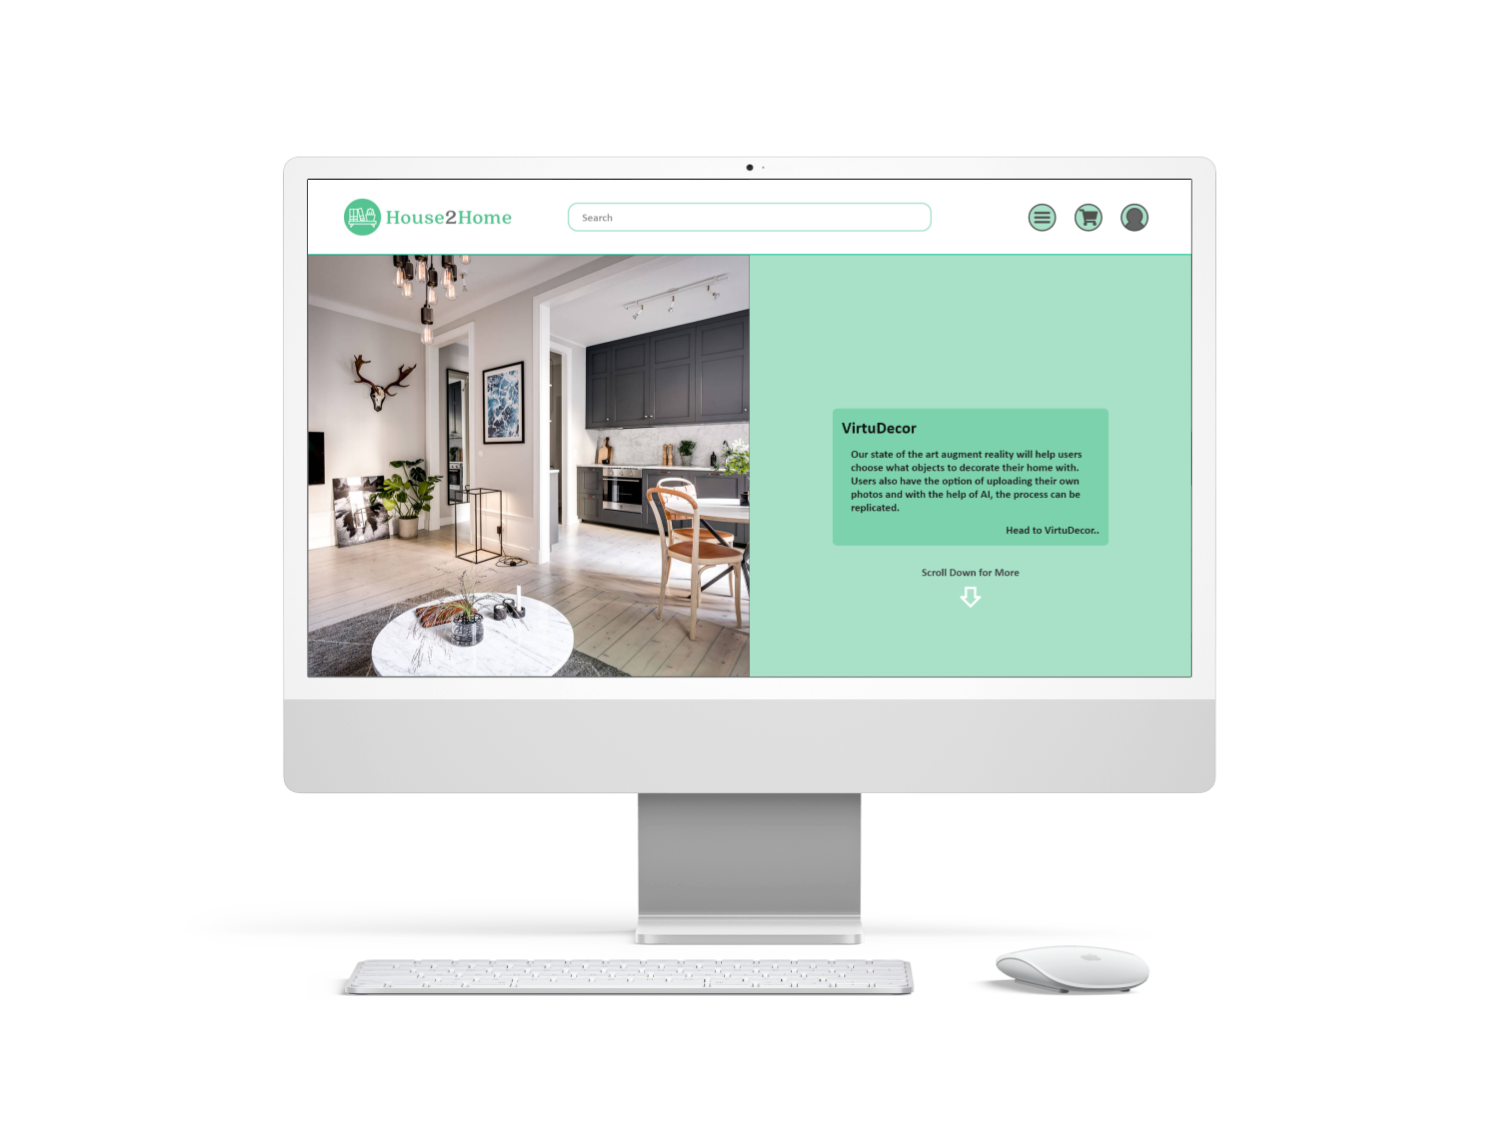 House2Home
Search
VirtuDecor
Our state of the art augment reality will help users
choose what objects to decorate their home with.
Users also have the option of uploading their own
photos and with the help of AI, the process can be
replicated.
Head to VirtuDecor..
Scroll Down for More